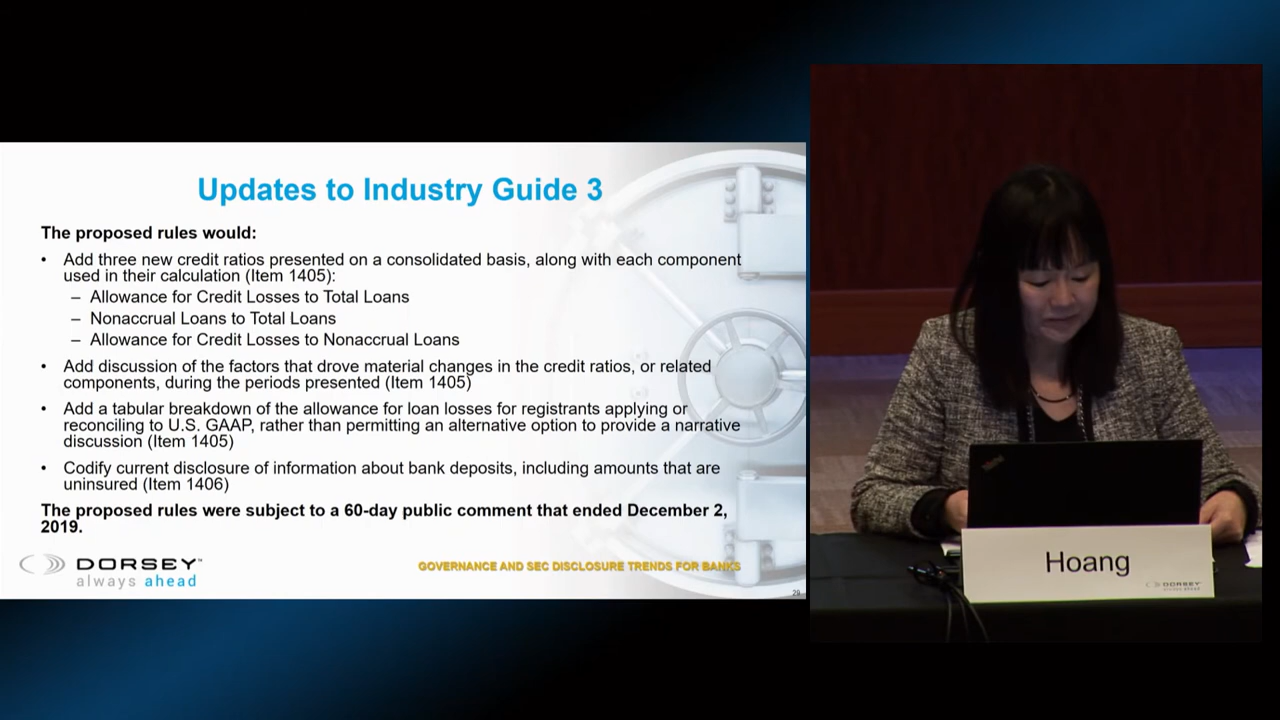 Updates to Industry Guide 3
The proposed rules would:
• Add three new credit ratios presented on a consolidated basis, along with each component
used in their calculation (Item 1405):
– Allowance for Credit Losses to Total Loans
– Nonaccrual Loans to Total Loans
– Allowance for Credit Losses to Nonaccrual Loans
• Add discussion of the factors that drove material changes in the credit ratios, or related
components, during the periods presented (Item 1405)
• Add a tabular breakdown of the allowance for loan losses for registrants applying or
reconciling to U.S. GAAP, rather than permitting an alternative option to provide a narrative
discussion (Item 1405)
• Codify current disclosure of information about bank deposits, including amounts that are
uninsured (Item 1406)
The proposed rules were subject to a 60-day public comment that ended December 2,
2019.
DORSEY™
always ahead
GOVERNANCE AND SEC DISCLOSURE TRENDS FOR BANKS
Hoang
DORSEY
always ahead